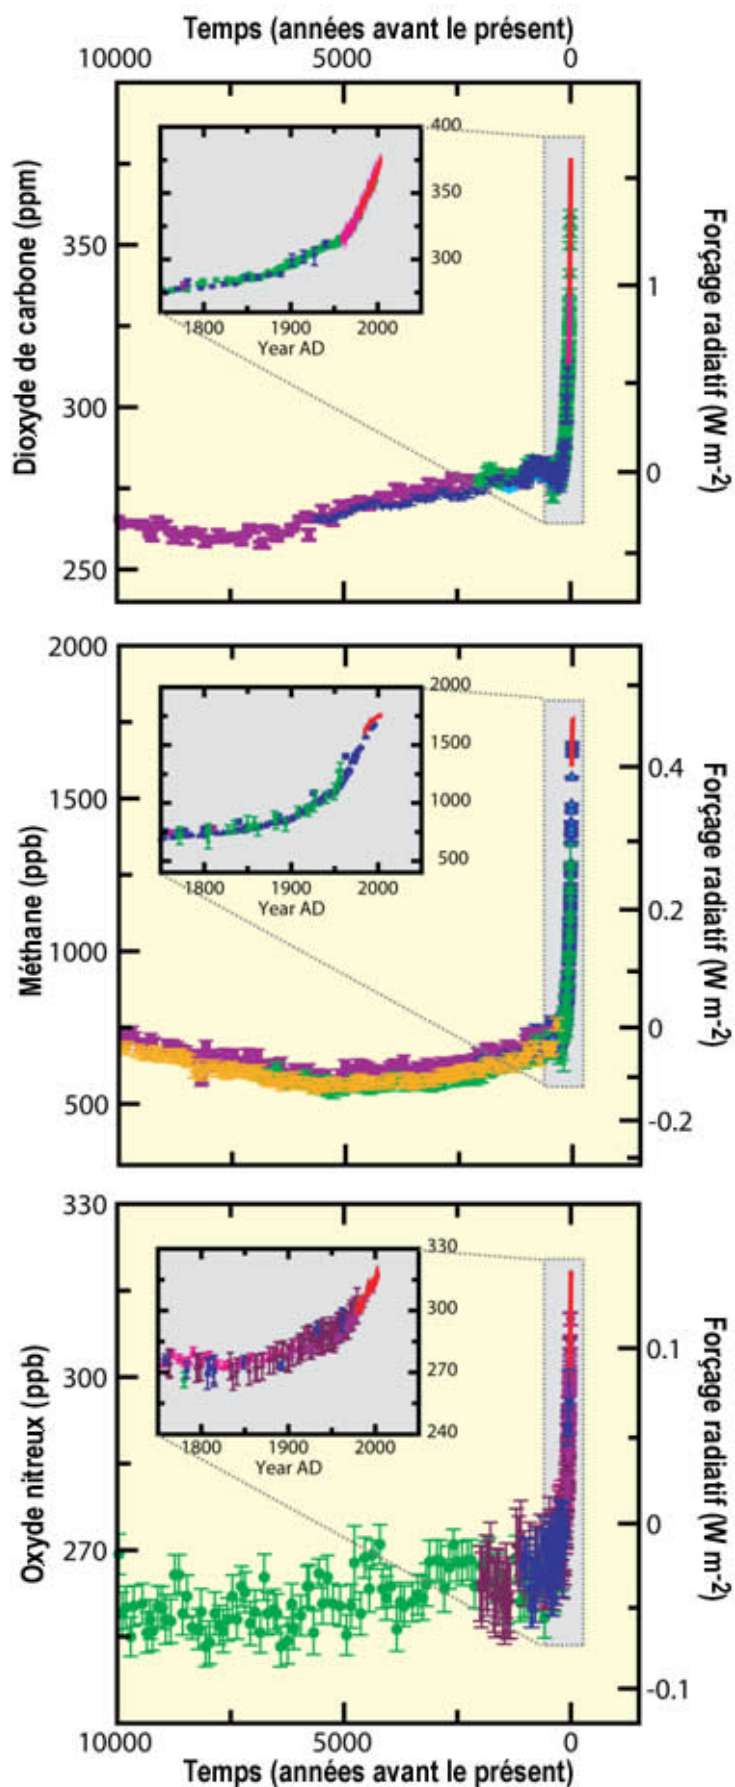 Temps (années avant le présent)
10000 5000 0
Dioxyde de carbone (ppm)
350
300
250
400
350
300
1800 1900 2000
Year AD
1
0
Forçage radiatif (W m-2)
Méthane (ppb)
2000
1500
1000
500
2000
1500
1000
500
1800 1900 2000
Year AD
0.4
0.2
0
-0.2
Forçage radiatif (W m-2)
Oxyde nitreux (ppb)
330
300
270
330
300
270
240
1800 1900 2000
Year AD
0.1
0
-0.1
Forçage radiatif (W m-2)
10000 5000 0
Temps (années avant le présent)